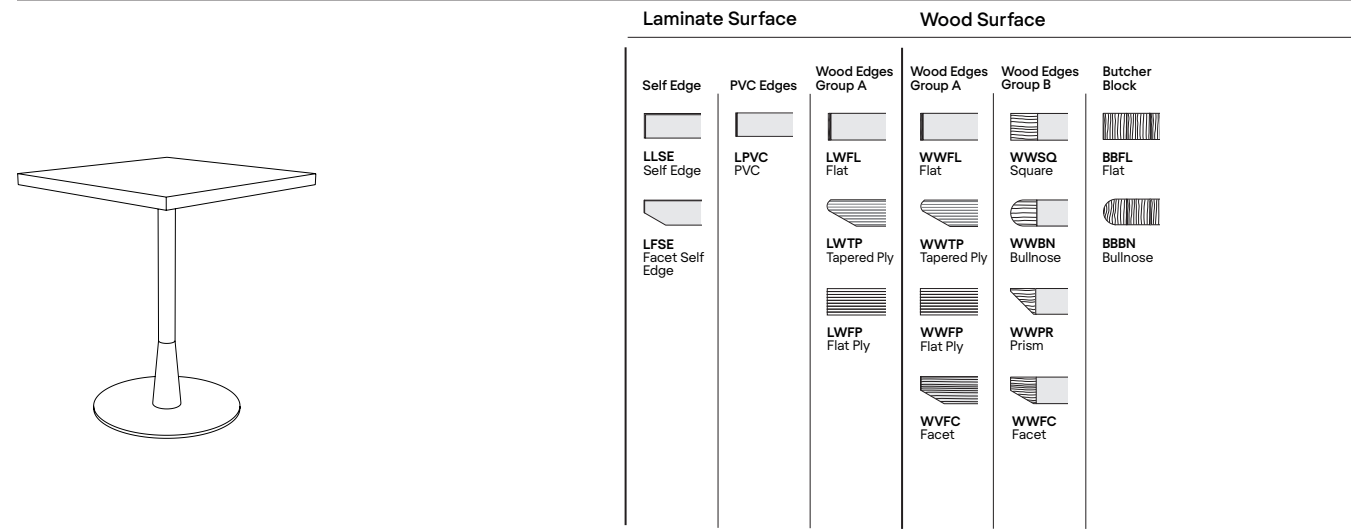 Laminate Surface
Wood Surface
Self Edge
PVC Edges
Wood Edges
Group A
Wood Edges
Group A
Wood Edges
Group B
Butcher
Block
LLSE
Self Edge
LFSE
Facet Self
Edge
LPVC
PVC
LWFL
Flat
LWTP
Tapered Ply
LWFP
Flat Ply
WWFL
Flat
WWTP
Tapered Ply
WWFP
Flat Ply
WVFC
Facet
WWSQ
Square
WWBN
Bullnose
WWPR
Prism
WWFC
Facet
BBFL
Flat
BBBN
Bullnose